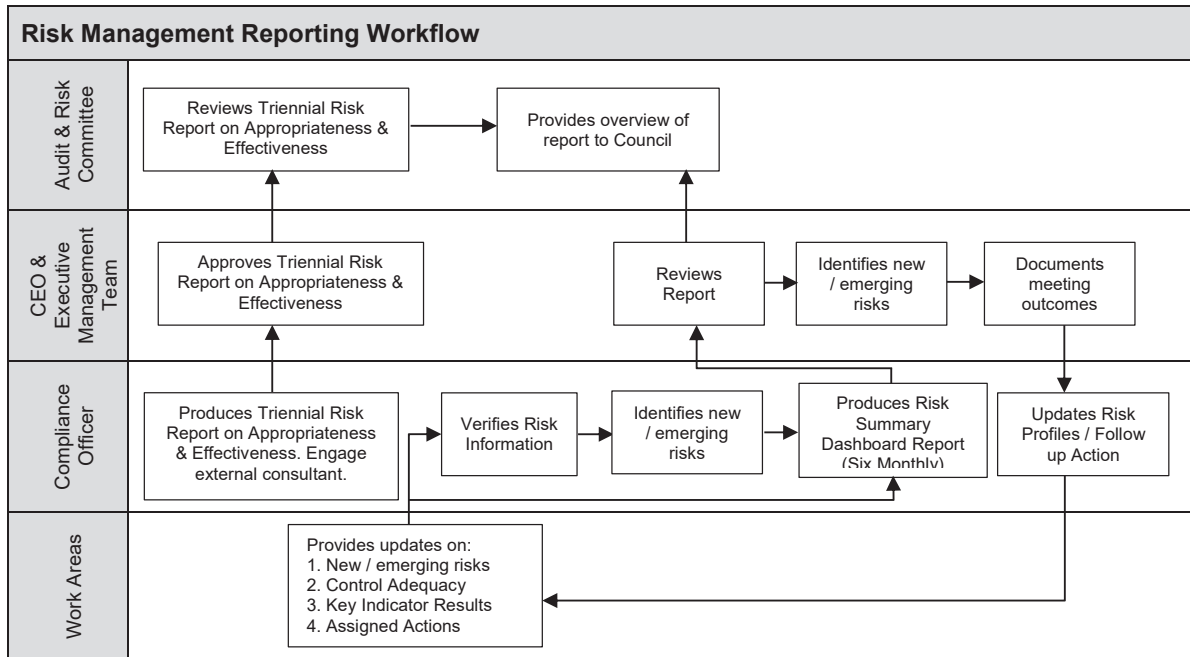 Risk Management Reporting Workflow
Audit & Risk
Committee
Reviews Triennial Risk
Report on Appropriateness &
Effectiveness
Provides overview of
report to Council
CEO &
Executive
Management
Team
Approves Triennial Risk
Report on Appropriateness &
Effectiveness
Reviews
Report
Identifies new
/ emerging
risks
Documents
meeting
outcomes
Compliance
Officer
Produces Triennial Risk
Report on Appropriateness
& Effectiveness. Engage
external consultant.
Verifies Risk
Information
Identifies new
/ emerging
risks
Produces Risk
Summary
Dashboard Report
(Six Monthly)
Updates Risk
Profiles / Follow
up Action
Work Areas
Provides updates on:
1. New / emerging risks
2. Control Adequacy
3. Key Indicator Results
4. Assigned Actions